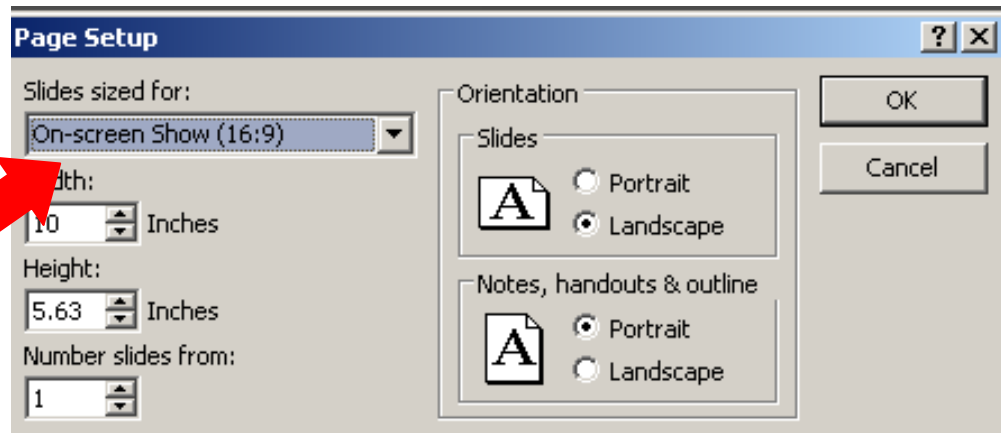 Page Setup
Slides sized for:
On-screen Show (16:9)
dth:
10 Inches
Height:
5.63 Inches
Number slides from:
1
Orientation
Slides
A
Portrait
Landscape
Notes, handouts & outline
A
Portrait
Landscape
OK
Cancel